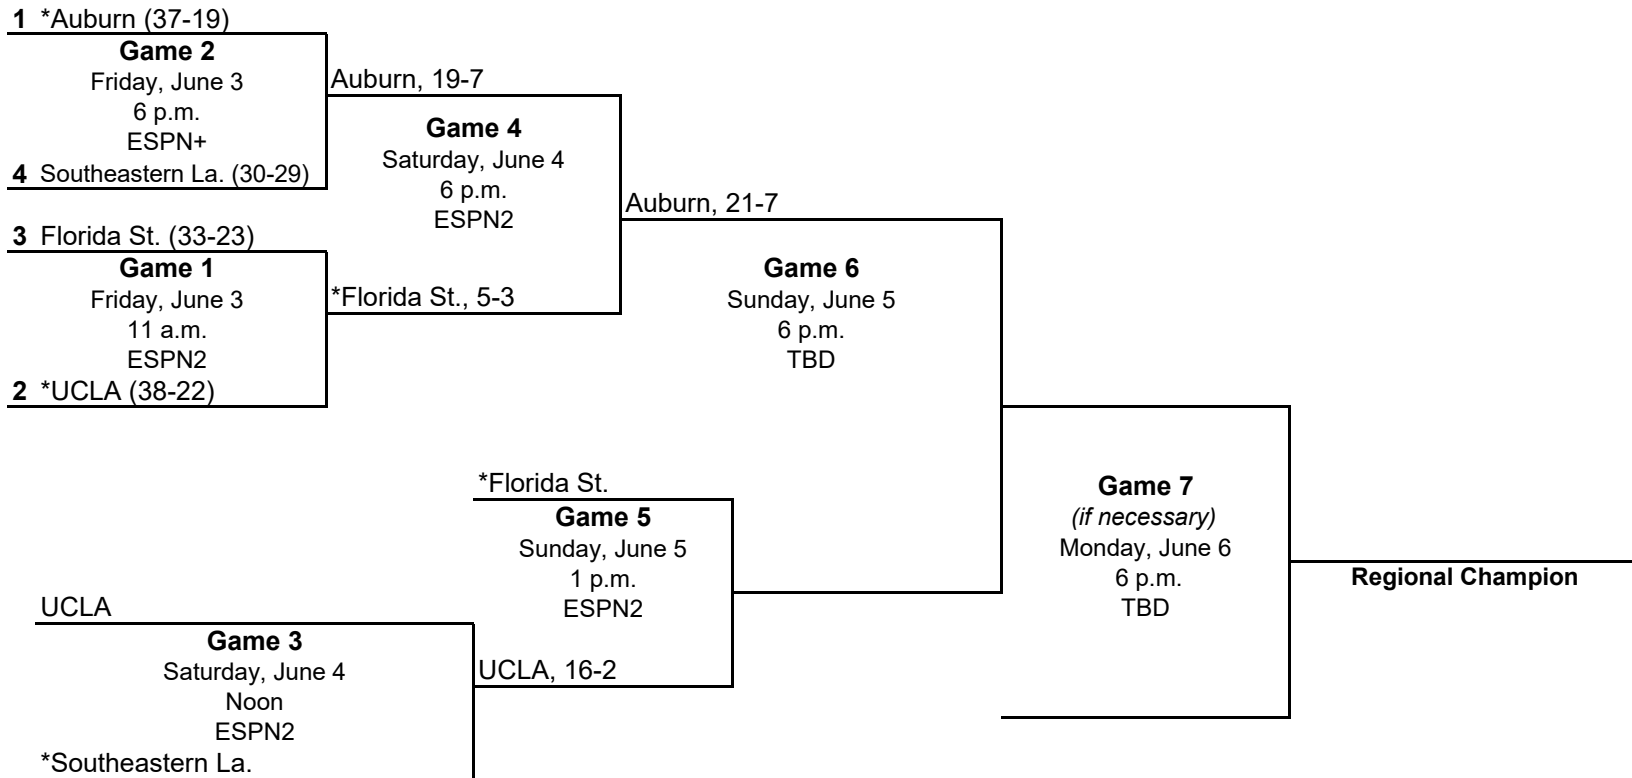 1 *Auburn (37-19)
Game 2
Friday, June 3
6 p.m.
ESPN+
4 Southeastern La. (30-29)
Auburn, 19-7
Game 4
Saturday, June 4
6 p.m.
ESPN2
3 Florida St. (33-23)
Game 1
Friday, June 3
11 a.m.
ESPN2
2 *UCLA (38-22)
*Florida St., 5-3
Auburn, 21-7
Game 6
Sunday, June 5
6 p.m.
TBD
*Florida St.
Game 5
Sunday, June 5
1 p.m.
ESPN2
UCLA
Game 3
Saturday, June 4
Noon
ESPN2
*Southeastern La.
UCLA, 16-2
Game 7
(if necessary)
Monday, June 6
6 p.m.
TBD
Regional Champion